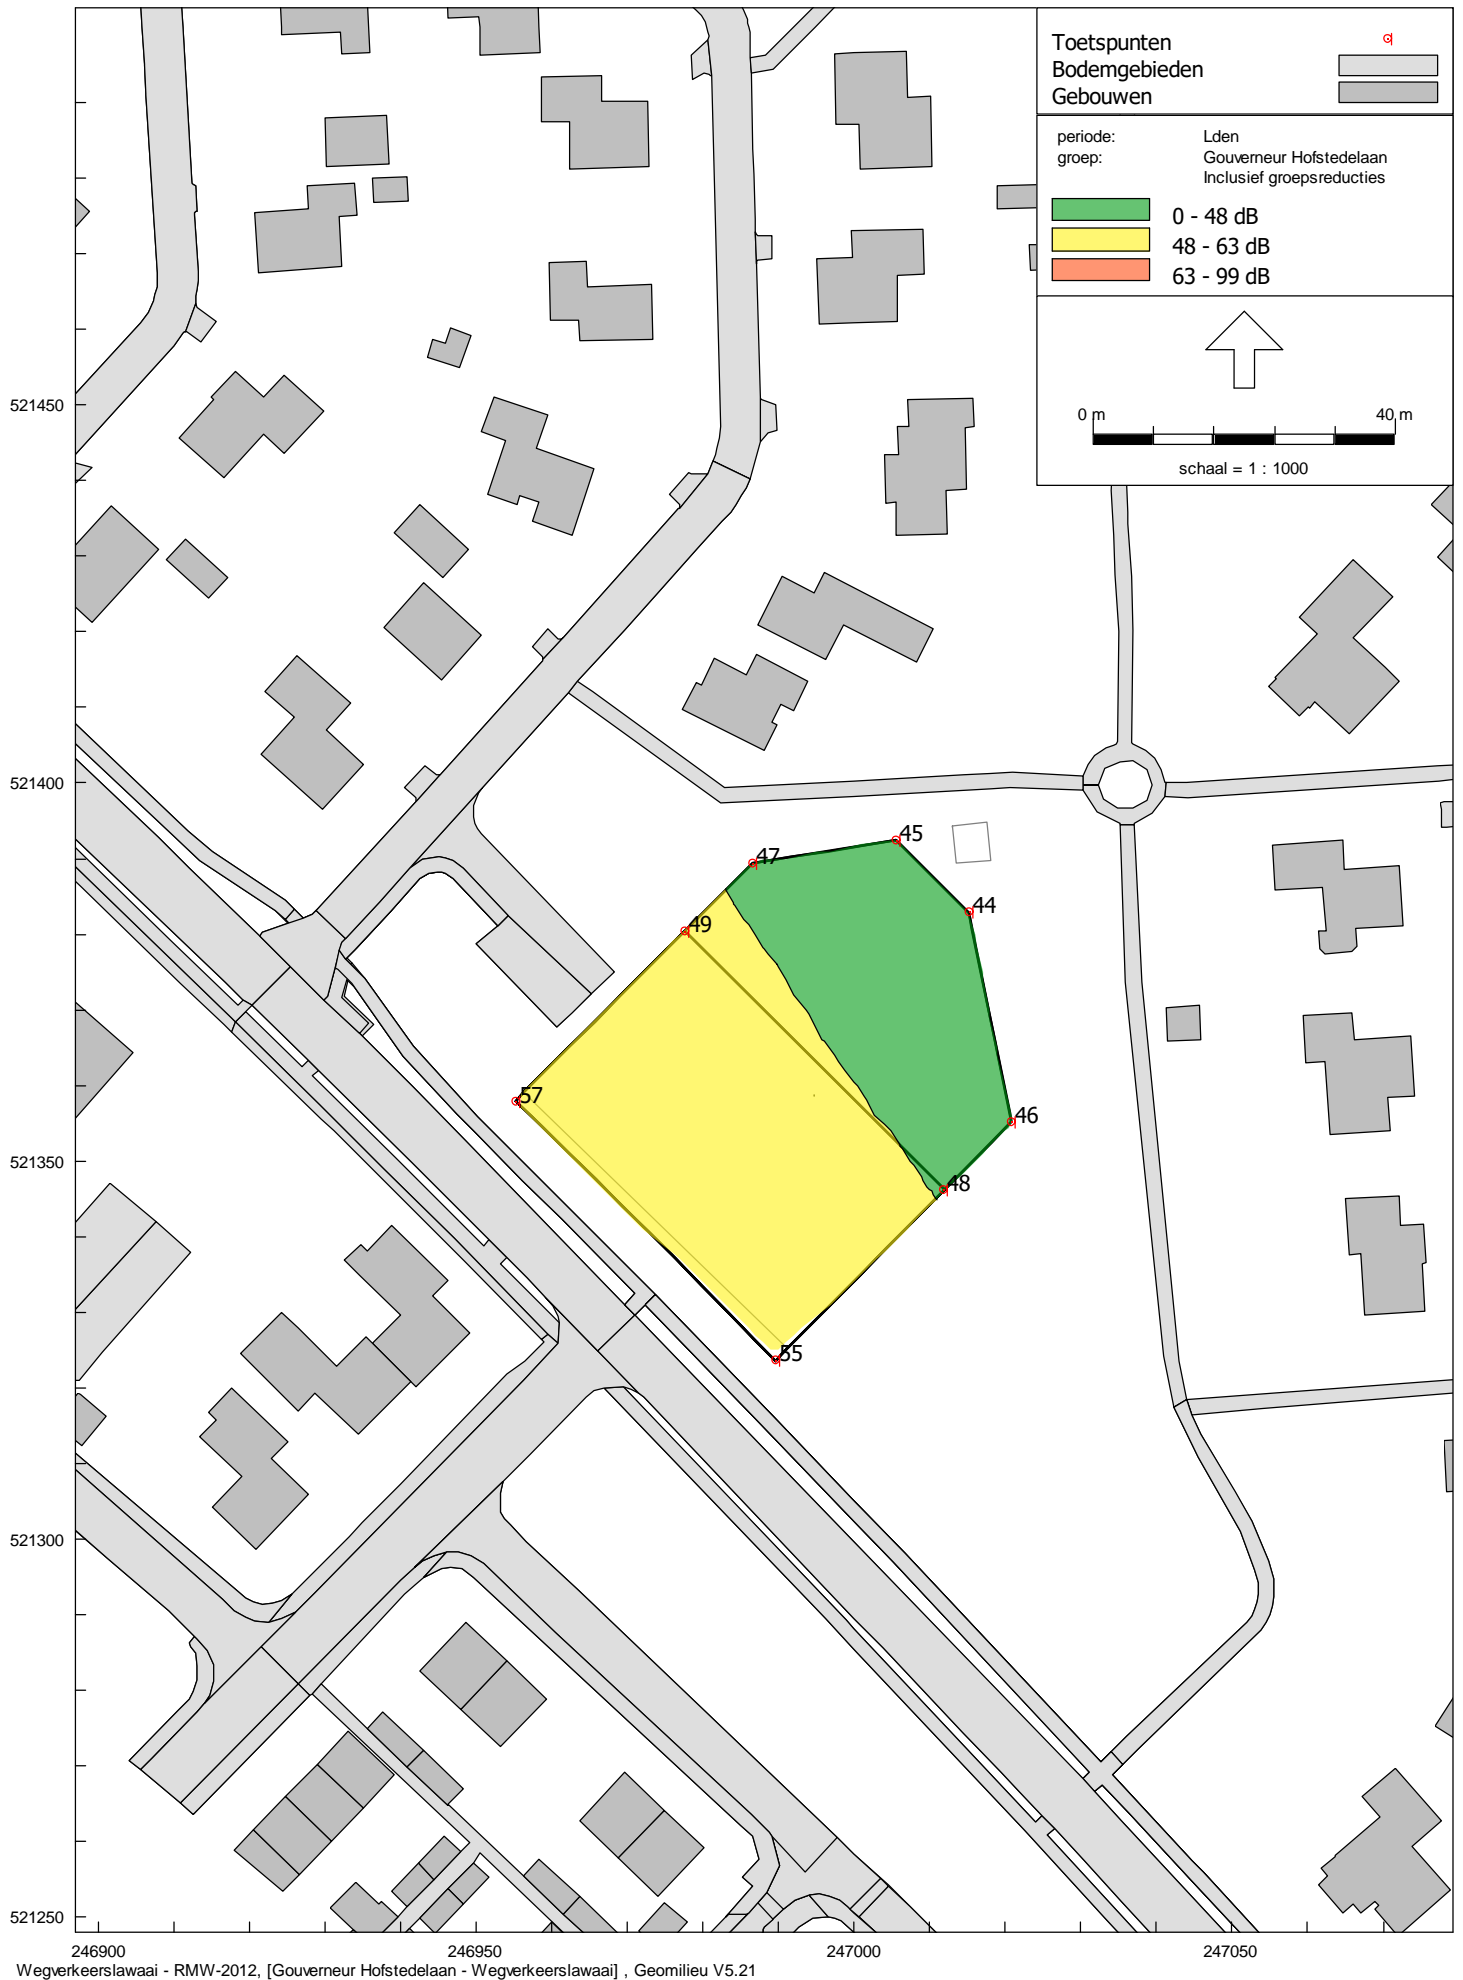 Toetspunten
Bodemgebieden
Gebouwen
periode: Lden
groep: Gouverneur Hofstedelaan
Inclusief groepsreducties
0 - 48 dB
48 - 63 dB
63 - 99 dB
0 m 40 m
schaal = 1 : 1000
521450
521400
45
47
44
49
57
46
521350
48
55
521300
521250
246900 246950 247000 247050
Wegverkeerslawaai - RMW-2012, [Gouverneur Hofstedelaan - Wegverkeerslawaai] , Geomilieu V5.21